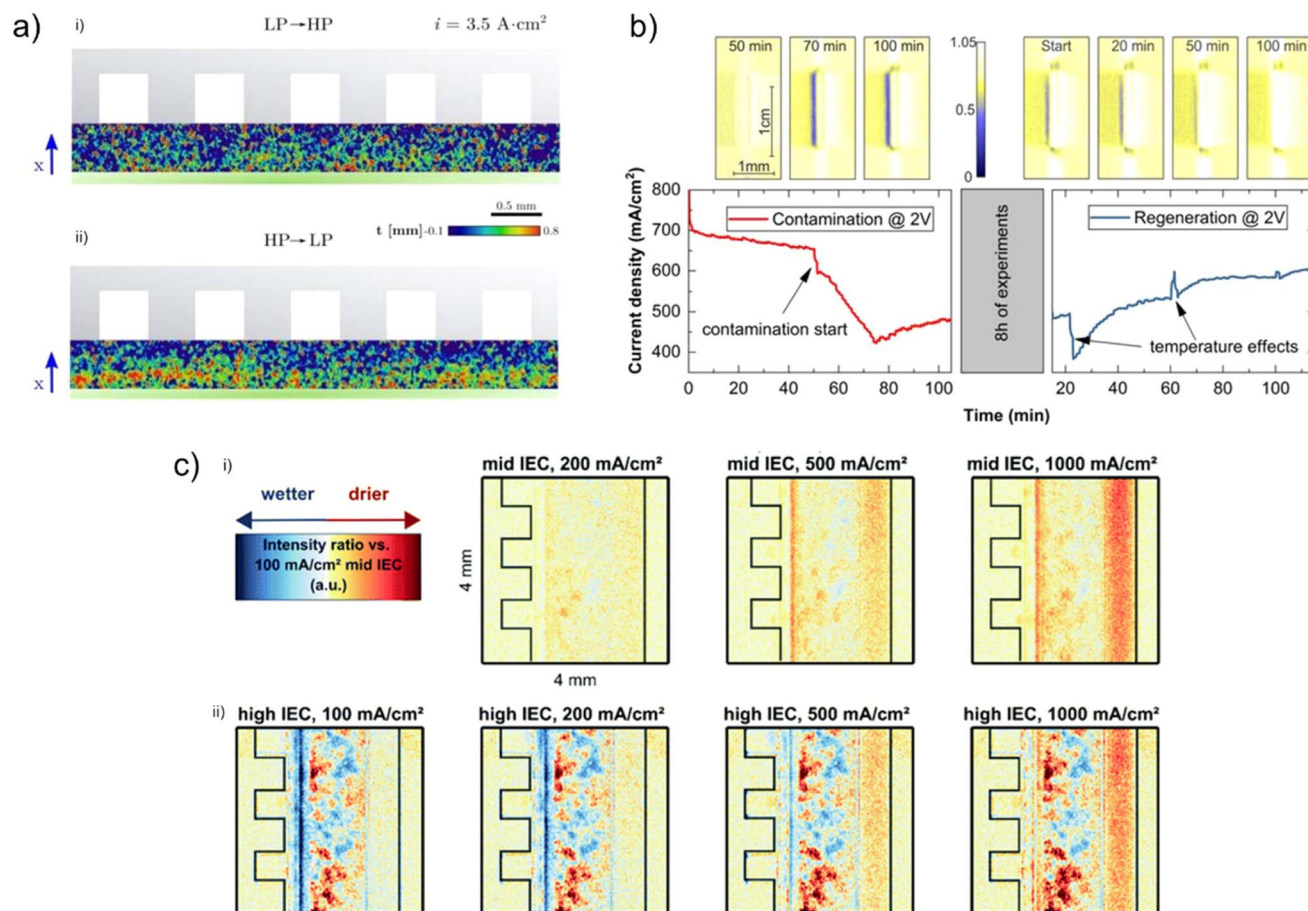 a)
i)
LP→HP
i = 3.5 A·cm²
x
0.5 mm
ii)
HP→LP
t [mm] -0.1
0.8
x
b)
50 min
70 min
100 min
1cm
1mm
1.05
0.5
0
Start
20 min
50 min
100 min
Current density (mA/cm²)
800
700
600
500
400
Contamination @ 2V
contamination start
0 20 40 60 80 100
8h of experiments
Regeneration @ 2V
temperature effects
20 40 60 80 100
Time (min)
c)
i)
wetter drier
Intensity ratio vs.
100 mA/cm² mid IEC
(a.u.)
mid IEC, 200 mA/cm²
mid IEC, 500 mA/cm²
mid IEC, 1000 mA/cm²
4 mm
4 mm
ii)
high IEC, 100 mA/cm²
high IEC, 200 mA/cm²
high IEC, 500 mA/cm²
high IEC, 1000 mA/cm²